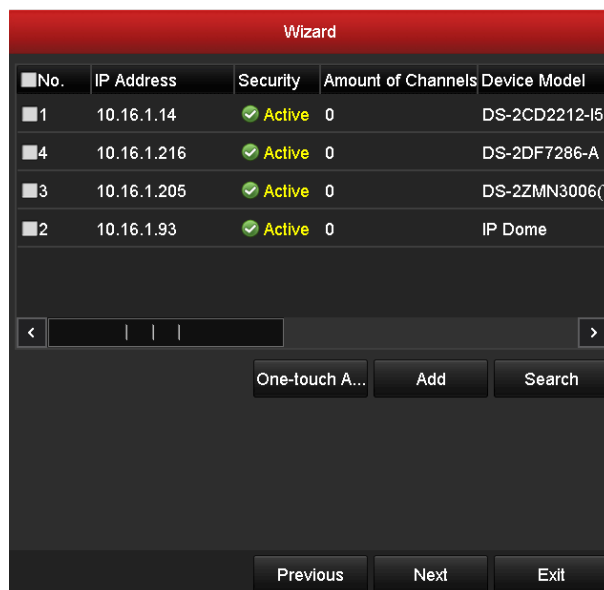 Wizard
No. IP Address Security Amount of Channels Device Model
1 10.16.1.14 Active 0 DS-2CD2212-I5
4 10.16.1.216 Active 0 DS-2DF7286-A
3 10.16.1.205 Active 0 DS-2ZMN3006(
2 10.16.1.93 Active 0 IP Dome
One-touch A... Add Search
Previous Next Exit